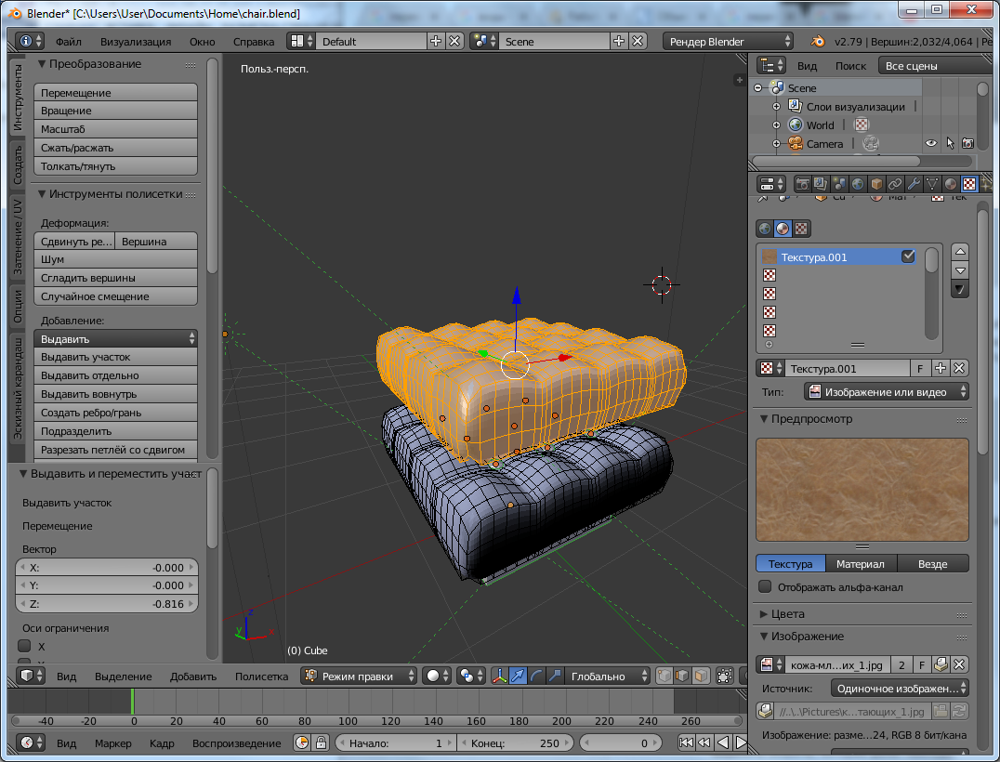 Blender* [C:\Users\User\Documents\Home\chair.blend]
Файл Визуализация Окно Справка Default Scene Рендер Blender v2.79 | Вершин:2,032/4,064 | Ре
Инструменты
Создать
Затенение / UV
Опции
Эскизный карандаш
Преобразование
Перемещение
Вращение
Масштаб
Сжать/расжать
Толкать/тянуть
Инструменты полисетки
Деформация:
Сдвинуть ре... Вершина
Шум
Сгладить вершины
Случайное смещение
Добавление:
Выдавить
Выдавить участок
Выдавить отдельно
Выдавить вовнутрь
Создать ребро/грань
Подразделить
Разрезать петлёй со сдвигом
Выдавить и переместить участ
Выдавить участок
Перемещение
Вектор
X: -0.000
Y: -0.000
Z: -0.816
Оси ограничения
X
Польз.-персп.
z
y
(0) Cube
Вид Выделение Добавить Полисетка Режим правки Глобально
-40 -20 0 20 40 60 80 100 120 140 160 180 200 220 240 260
Вид Маркер Кадр Воспроизведение Начало: 1 Конец: 250 0
Вид Поиск Все сцены
Scene
Слои визуализации |
World |
Camera |
Текстура.001
Текстура.001 F
Тип: Изображение или видео
Предпросмотр
Текстура Материал Везде
Отображать альфа-канал
Цвета
Изображение
кожа-мл...их_1.jpg 2 F
Источник: Одиночное изображен...
//..\..\Pictures\к...тающих_1.jpg
Изображение: разме...24, RGB 8 бит/кана